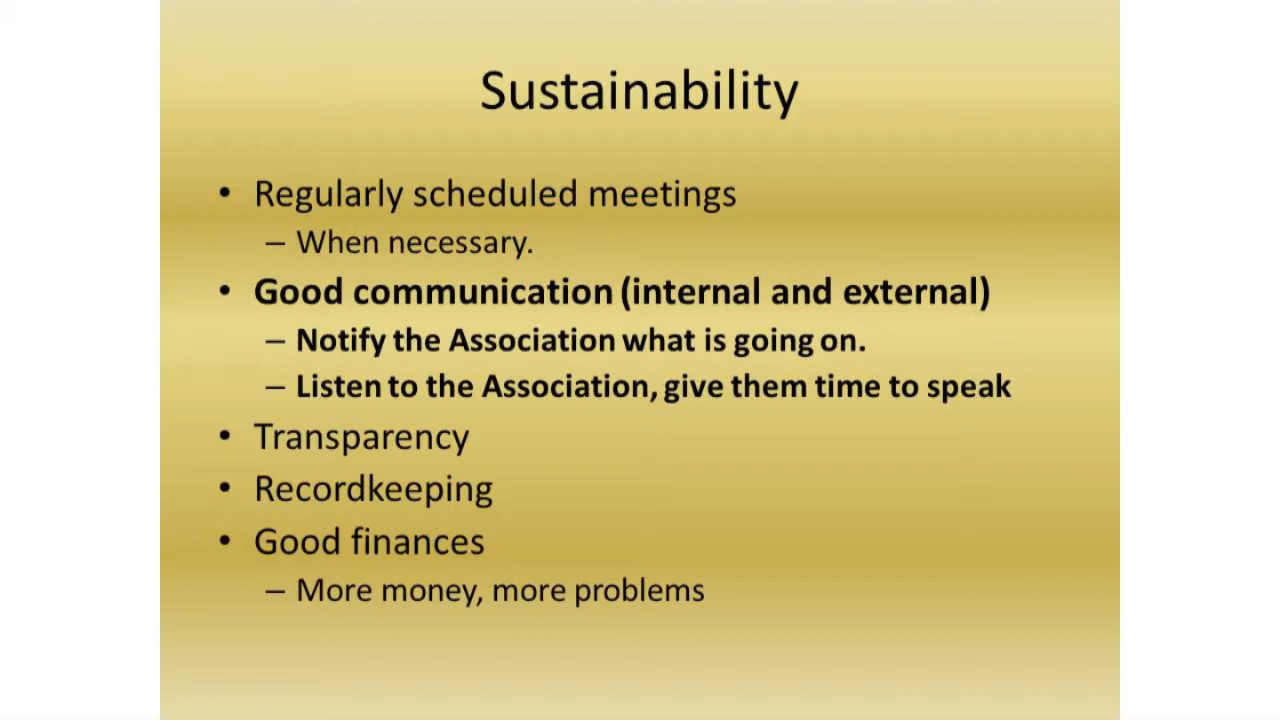 Sustainability
• Regularly scheduled meetings
– When necessary.
• Good communication (internal and external)
– Notify the Association what is going on.
– Listen to the Association, give them time to speak
• Transparency
• Recordkeeping
• Good finances
– More money, more problems